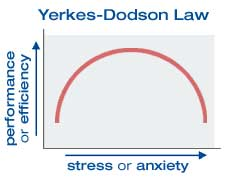 Yerkes-Dodson Law
performance
or efficiency
stress or anxiety